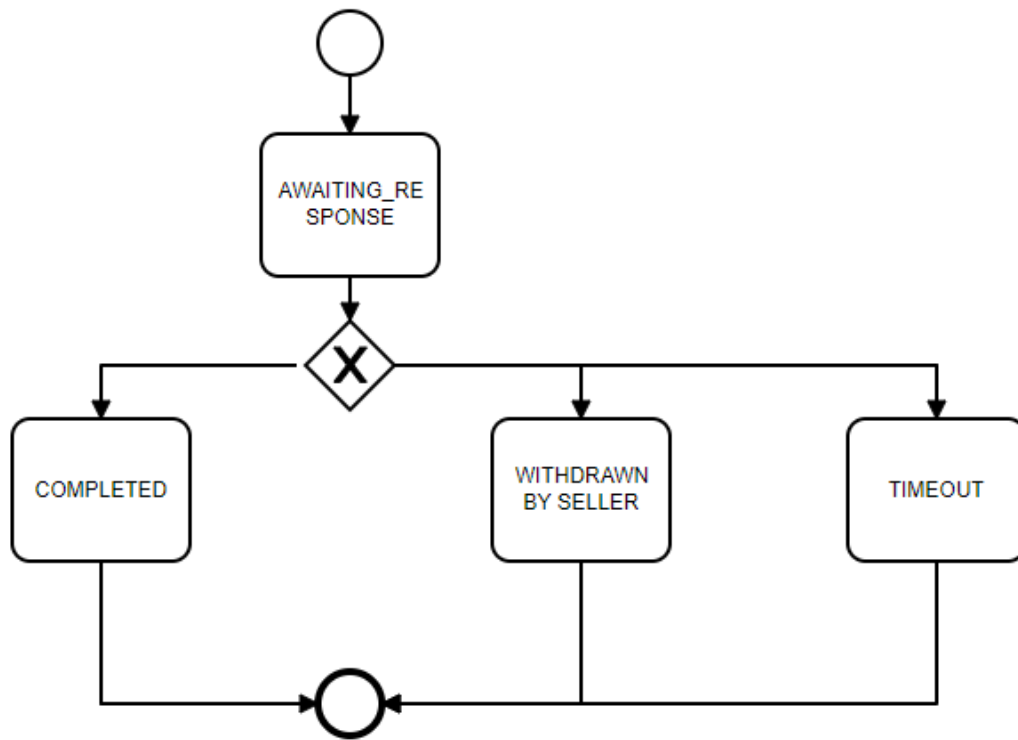 AWAITING_RE
SPONSE
X
COMPLETED
WITHDRAWN
BY SELLER
TIMEOUT